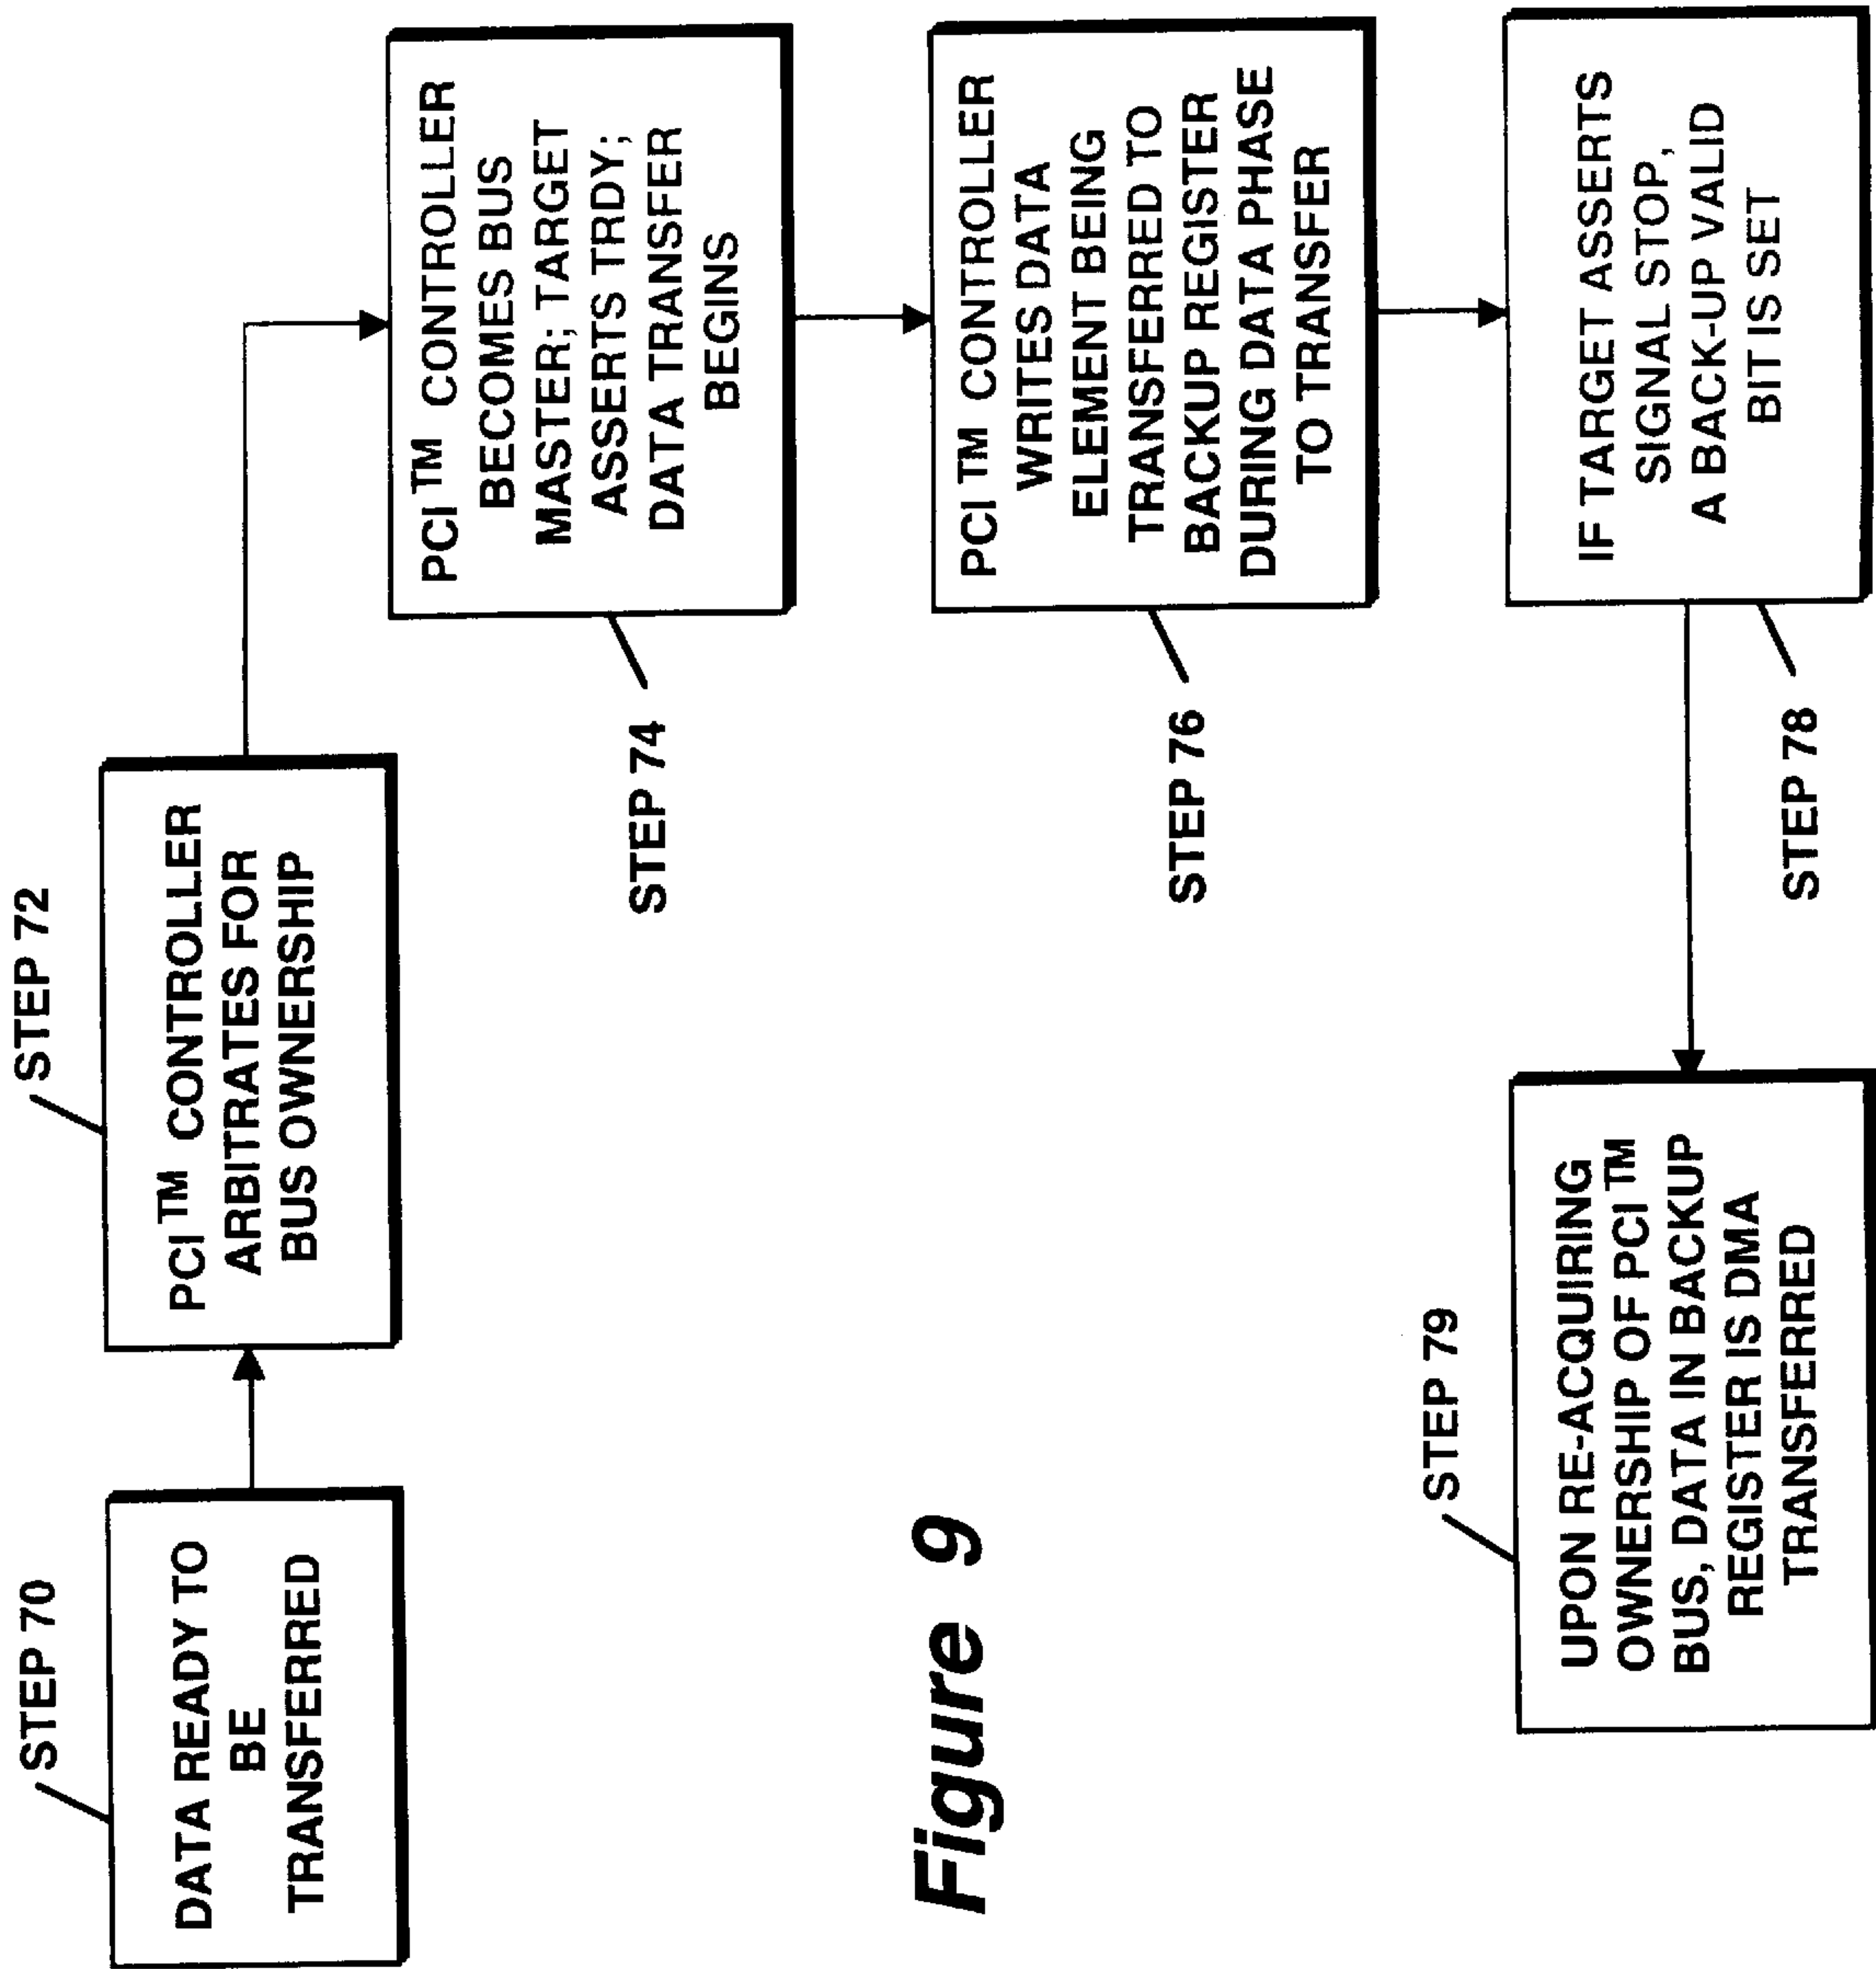 STEP 70
DATA READY TO
BE
TRANSFERRED
STEP 72
PCI™ CONTROLLER
ARBITRATES FOR
BUS OWNERSHIP
PCI™ CONTROLLER
BECOMES BUS
MASTER; TARGET
ASSERTS TRDY;
DATA TRANSFER
BEGINS
STEP 74
PCI™ CONTROLLER
WRITES DATA
ELEMENT BEING
TRANSFERRED TO
BACKUP REGISTER
DURING DATA PHASE
TO TRANSFER
STEP 76
IF TARGET ASSERTS
SIGNAL STOP,
A BACK-UP VALID
BIT IS SET
STEP 78
STEP 79
UPON RE-ACQUIRING
OWNERSHIP OF PCI™
BUS, DATA IN BACKUP
REGISTER IS DMA
TRANSFERRED
Figure 9